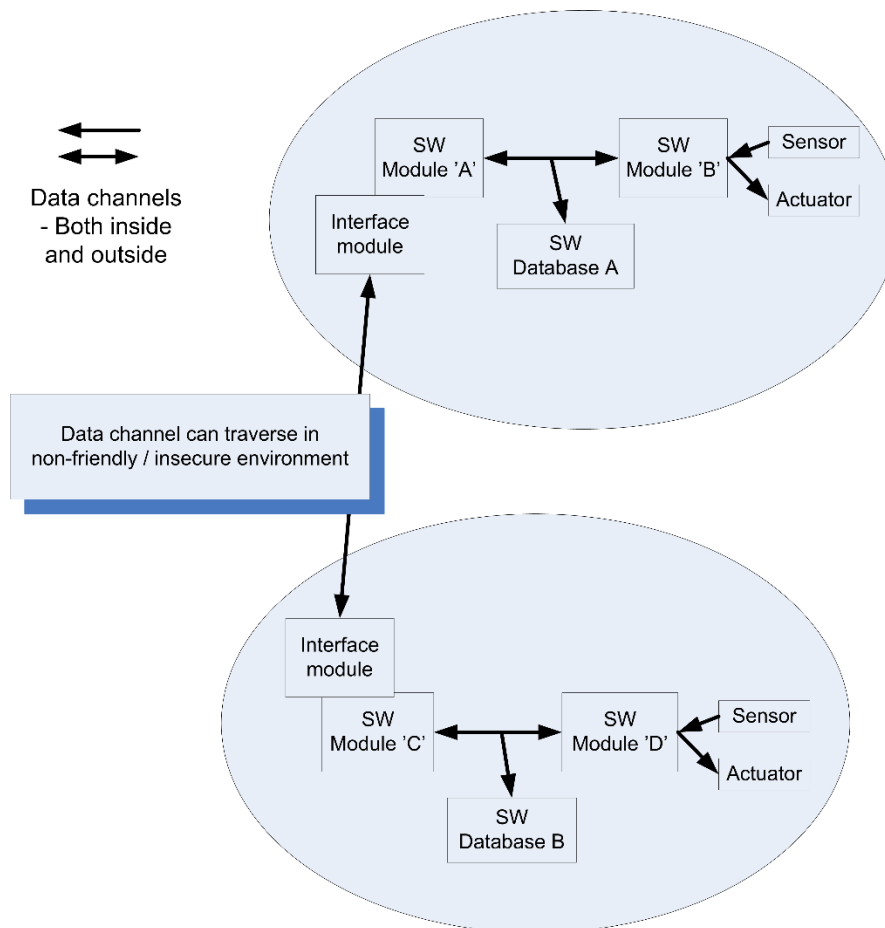 SW
Module 'A'
SW
Module 'B'
Sensor
Actuator
Data channels
- Both inside
and outside
Interface
module
SW
Database A
Data channel can traverse in
non-friendly / insecure environment
Interface
module
SW
Module 'C'
SW
Module 'D'
Sensor
Actuator
SW
Database B